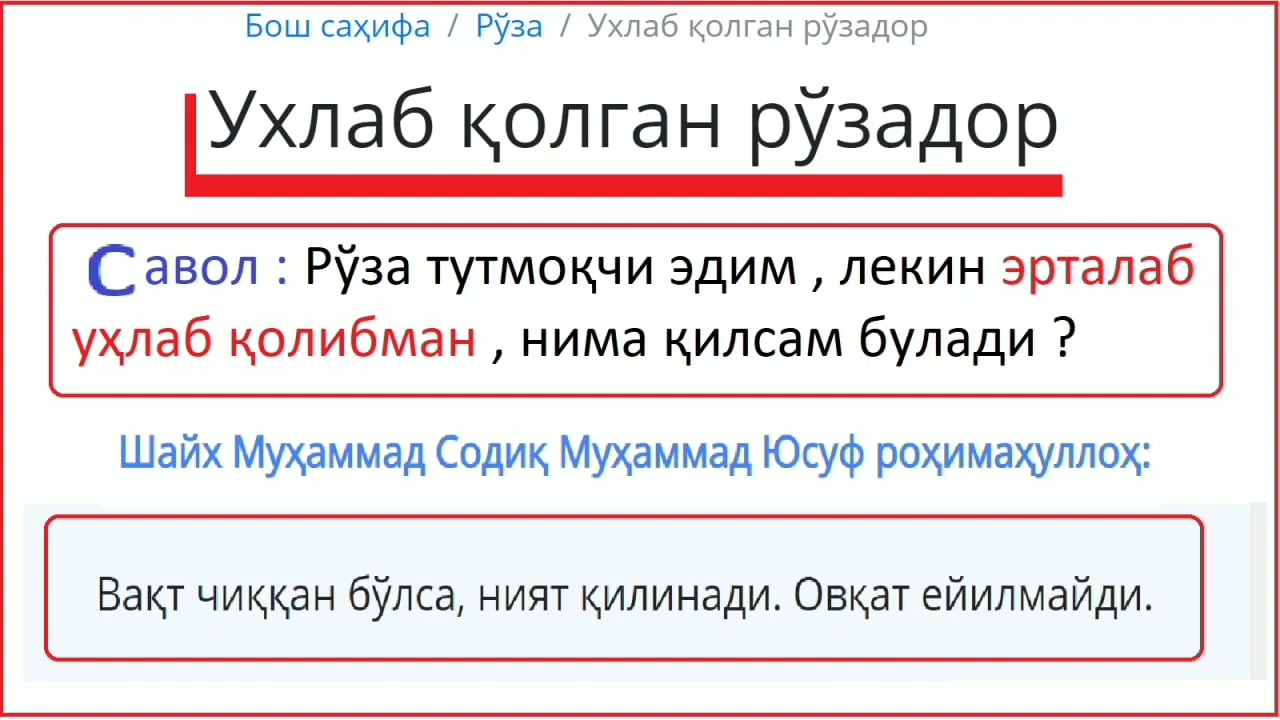 Бош саҳифа / Рўза / Ухлаб қолган рўзадор
Ухлаб қолган рўзадор
Савол : Рўза тутмоқчи эдим , лекин эрталаб
уҳлаб қолибман , нима қилсам булади ?
Шайх Муҳаммад Содиқ Муҳаммад Юсуф роҳимаҳуллоҳ:
Вақт чиққан бўлса, ният қилинади. Овқат ейилмайди.